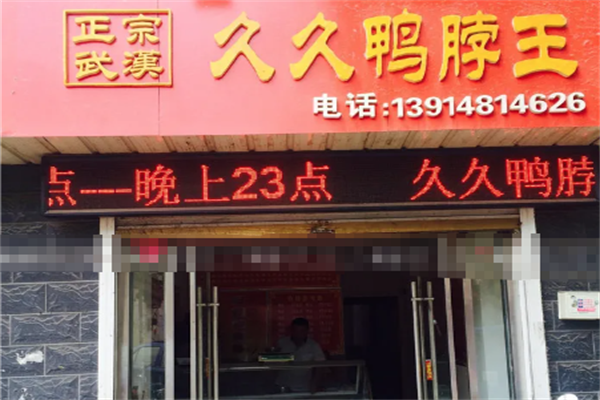 正宗
武漢
久久鸭脖王
电话:13914814626
点---晚上23点 久久鸭脖